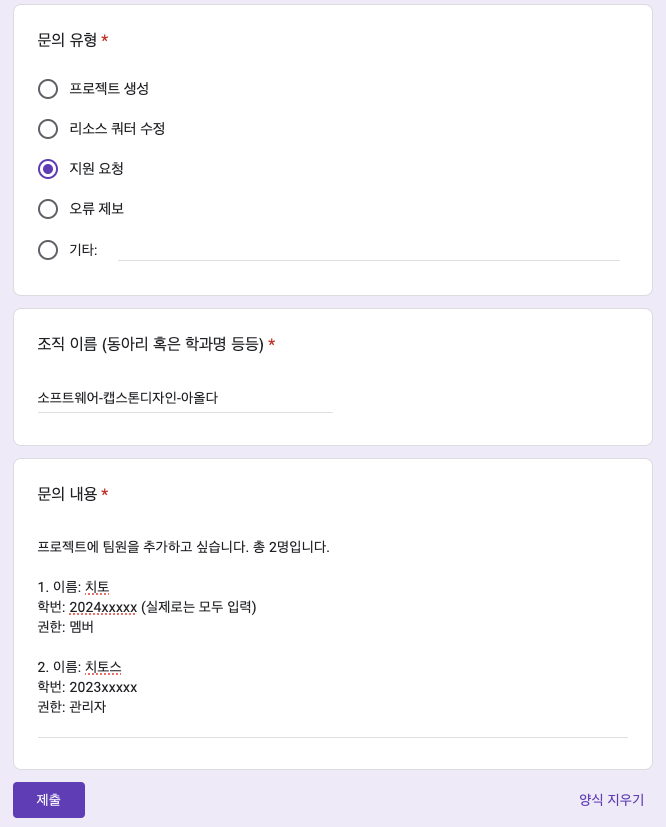 문의 유형 *
프로젝트 생성
리소스 쿼터 수정
지원 요청
오류 제보
기타:
조직 이름 (동아리 혹은 학과명 등등) *
소프트웨어-캡스톤디자인-아올다
문의 내용 *
프로젝트에 팀원을 추가하고 싶습니다. 총 2명입니다.
1. 이름: 치토
학번: 2024xxxxx (실제로는 모두 입력)
권한: 멤버
2. 이름: 치토스
학번: 2023xxxxx
권한: 관리자
제출
양식 지우기